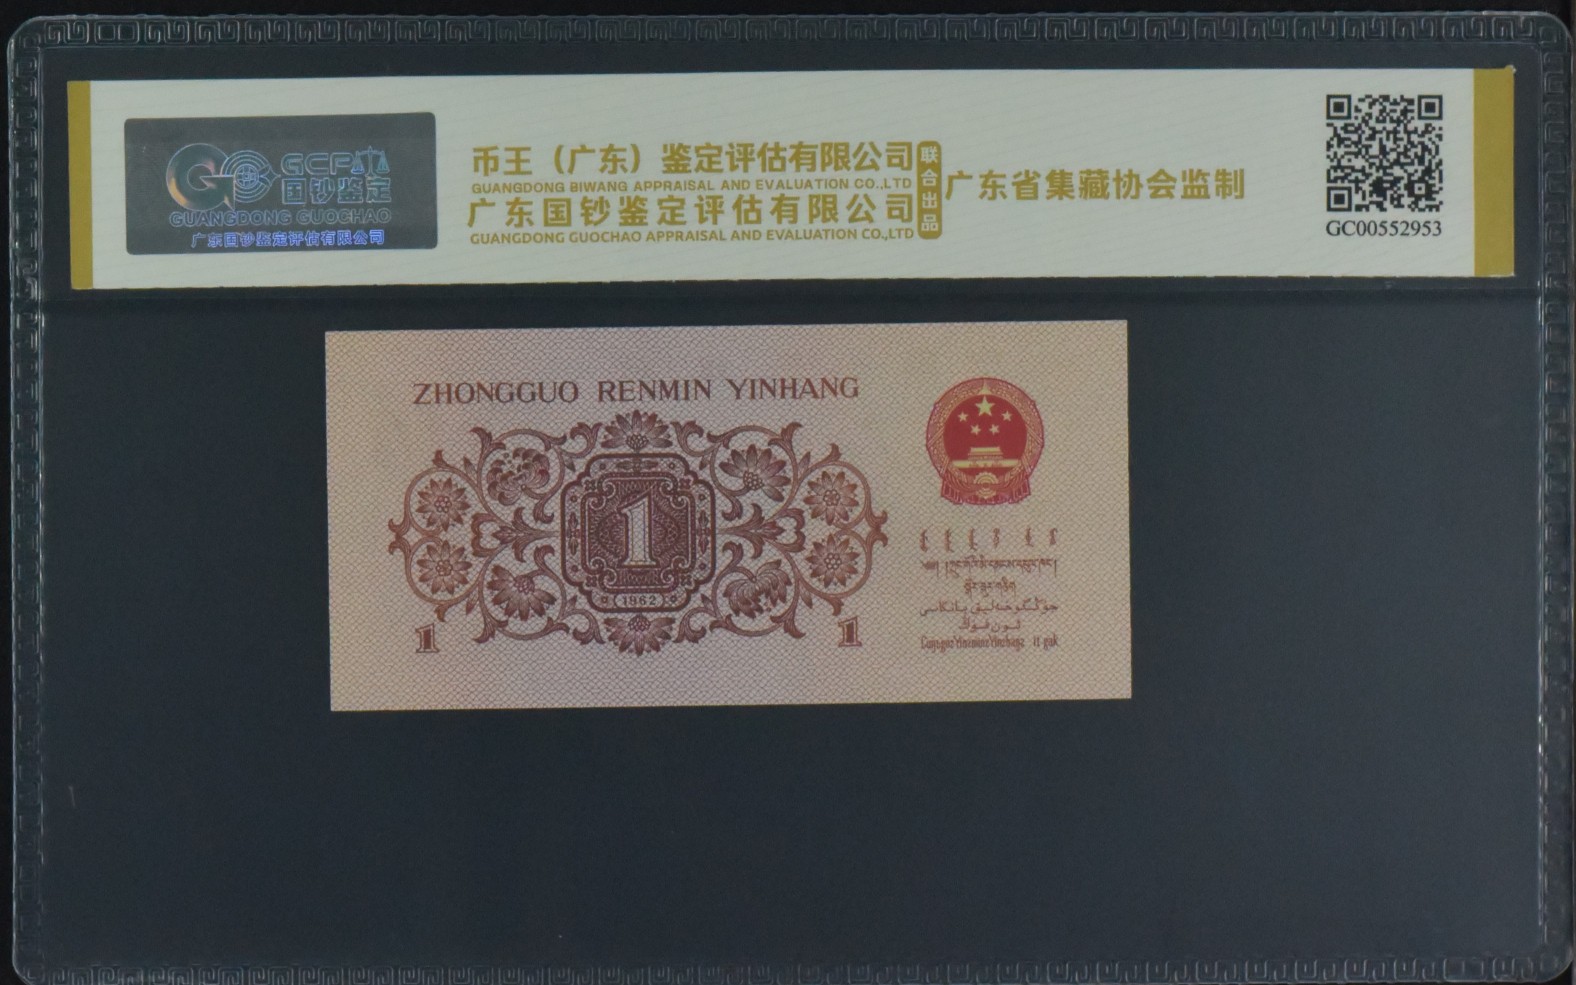 GCP
国钞鉴定
GUANGDONG GUOCHAO
广东国钞鉴定评估有限公司
币王（广东）鉴定评估有限公司
GUANGDONG BIWANG APPRAISAL AND EVALUATION CO.,LTD
广东国钞鉴定评估有限公司
GUANGDONG GUOCHAO APPRAISAL AND EVALUATION CO.,LTD
联合出品
广东省集藏协会监制
GC00552953
ZHONGGUO RENMIN YINHANG
1
(1962)
1
1